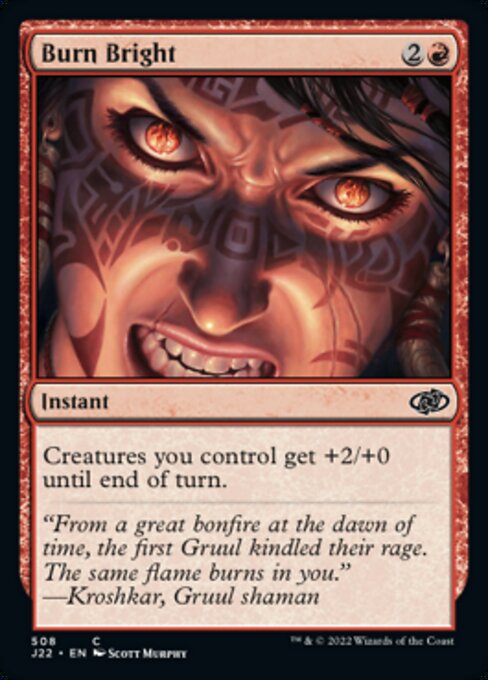 Burn Bright 2
Instant
Creatures you control get +2/+0
until end of turn.
“From a great bonfire at the dawn of
time, the first Gruul kindled their rage.
The same flame burns in you.”
—Kroshkar, Gruul shaman
508 C
J22 • EN Scott Murphy
™ & © 2022 Wizards of the Coast